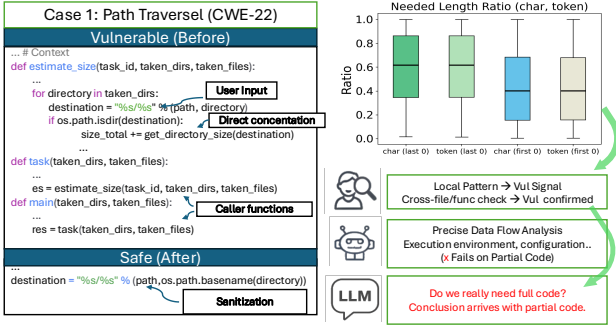 Case 1: Path Traversel (CWE-22)
Vulnerable (Before)
... # Context
def estimate_size(task_id, taken_dirs, taken_files):
...
for directory in taken_dirs:
User Input
destination = "%s/%s" % (path, directory)
if os.path.isdir(destination):
Direct concentation
size_total += get_directory_size(destination)
...
def task(taken_dirs, taken_files):
...
es = estimate_size(task_id, taken_dirs, taken_files)
def main(taken_dirs, taken_files):
...
Caller functions
res = task(taken_dirs, taken_files)
Safe (After)
...
destination = "%s/%s" % (path,os.path.basename(directory))
Sanitization
Needed Length Ratio (char, token)
Ratio
1.0
0.8
0.6
0.4
0.2
0.0
char (last 0) token (last 0) char (first 0) token (first 0)
Local Pattern → Vul Signal
Cross-file/func check → Vul confirmed
Precise Data Flow Analysis
Execution environment, configuration..
(x Fails on Partial Code)
LLM
Do we really need full code?
Conclusion arrives with partial code.